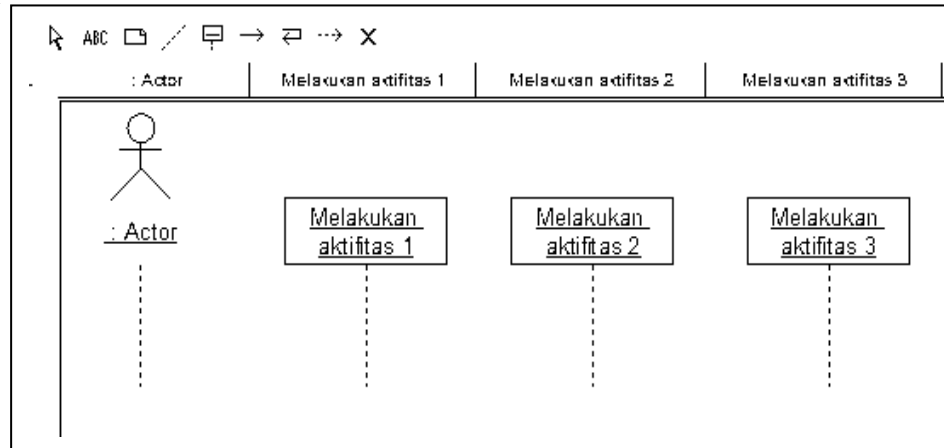 ABC
: Actor
Melakukan aktifitas 1
Melakukan aktifitas 2
Melakukan aktifitas 3
: Actor
Melakukan
aktifitas 1
Melakukan
aktifitas 2
Melakukan
aktifitas 3